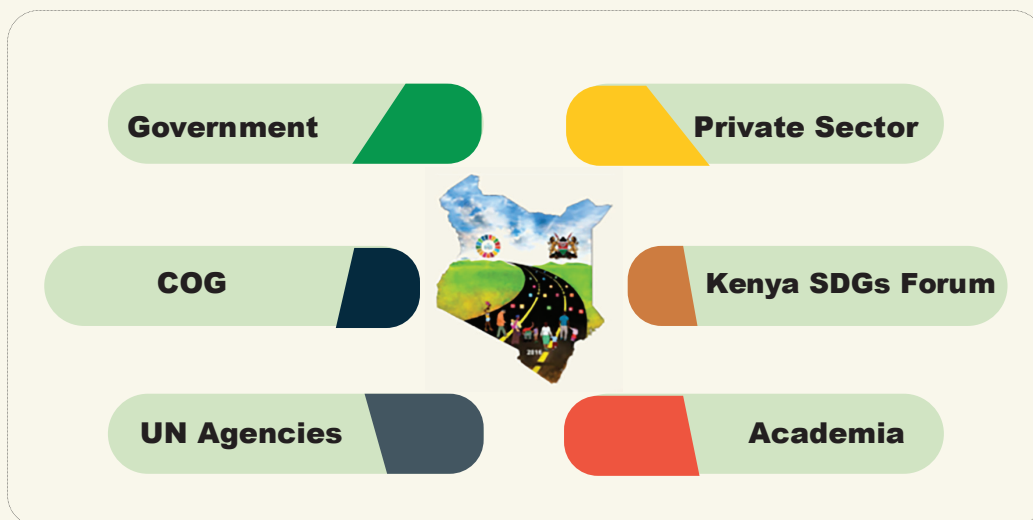 Government
Private Sector
COG
Kenya SDGs Forum
UN Agencies
Academia